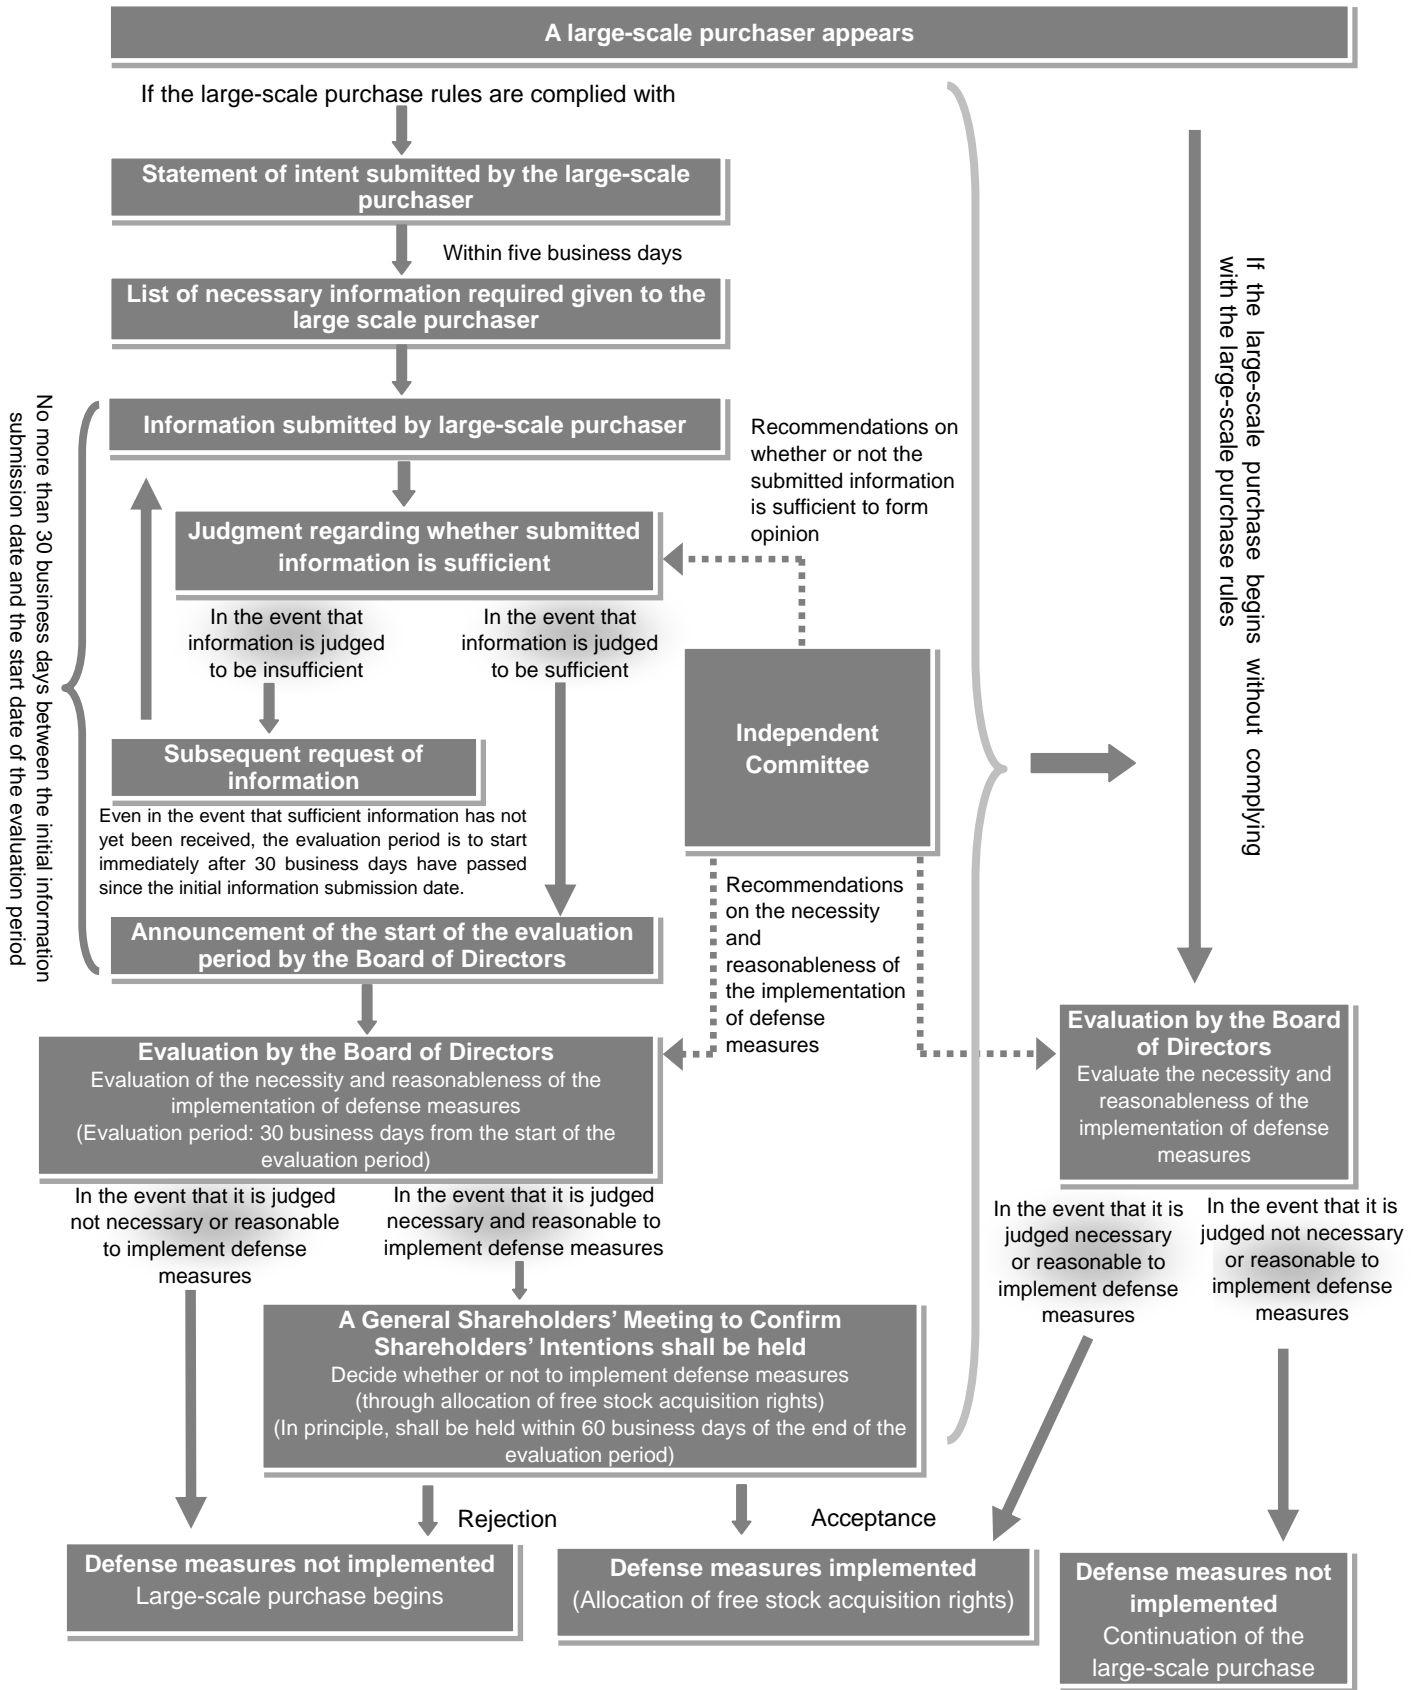 A large-scale purchaser appears
If the large-scale purchase rules are complied with
Statement of intent submitted by the large-scale
purchaser
Within five business days
List of necessary information required given to the
large scale purchaser
No more than 30 business days between the initial information
submission date and the start date of the evaluation period
Information submitted by large-scale purchaser
Recommendations on
whether or not the
submitted information
is sufficient to form
opinion
Judgment regarding whether submitted
information is sufficient
In the event that
information is judged
to be insufficient
In the event that
information is judged
to be sufficient
Subsequent request of
information
Even in the event that sufficient information has not
yet been received, the evaluation period is to start
immediately after 30 business days have passed
since the initial information submission date.
Independent
Committee
If the large-scale purchase begins without complying
with the large-scale purchase rules
Announcement of the start of the evaluation
period by the Board of Directors
Recommendations
on the necessity
and
reasonableness of
the implementation
of defense
measures
Evaluation by the Board of Directors
Evaluation of the necessity and reasonableness of the
implementation of defense measures
(Evaluation period: 30 business days from the start of the
evaluation period)
Evaluation by the Board
of Directors
Evaluate the necessity and
reasonableness of the
implementation of defense
measures
In the event that it is judged
not necessary or reasonable
to implement defense
measures
In the event that it is judged
necessary and reasonable to
implement defense measures
In the event that it is
judged necessary
or reasonable to
implement defense
measures
In the event that it is
judged not necessary
or reasonable to
implement defense
measures
A General Shareholders’ Meeting to Confirm
Shareholders’ Intentions shall be held
Decide whether or not to implement defense measures
(through allocation of free stock acquisition rights)
(In principle, shall be held within 60 business days of the end of the
evaluation period)
Rejection
Acceptance
Defense measures not implemented
Large-scale purchase begins
Defense measures implemented
(Allocation of free stock acquisition rights)
Defense measures not
implemented
Continuation of the
large-scale purchase